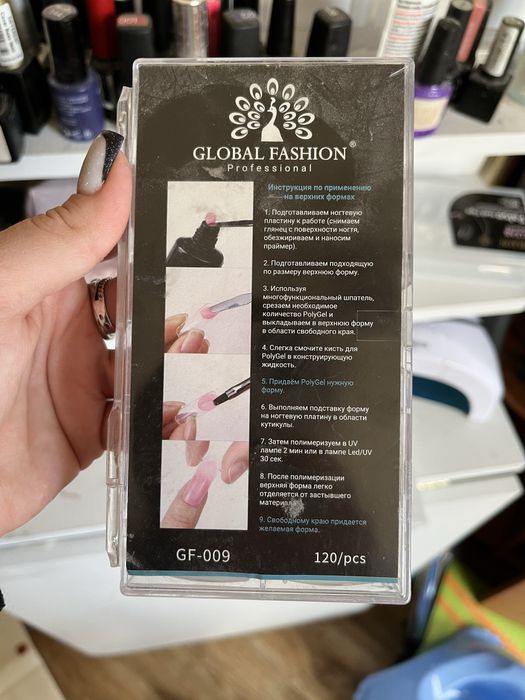 GLOBAL FASHION®
Professional
Инструкция по применению
на верхних формах
1. Подготавливаем ногтевую
пластину к работе (снимаем
глянец с поверхности ногтя,
обезжириваем и наносим
праймер).
2. Подготавливаем подходящую
по размеру верхнюю форму.
3. Используя
многофункциональный шпатель,
срезаем необходимое
количество PolyGel и
выкладываем в верхнюю форму
в области свободного края.
4. Слегка смочите кисть для
PolyGel в конструирующую
жидкость.
5. Придаём PolyGel нужную
форму.
6. Выполняем подставу форму
на ногтевую платину в области
кутикулы.
7. Затем полимеризуем в UV
лампе 2 мин или в лампе Led/UV
30 сек.
8. После полимеризации
верхняя форма легко
отделяется от застывшего
материала.
9. Свободному краю придается
желаемая форма.
GF-009
120/pcs